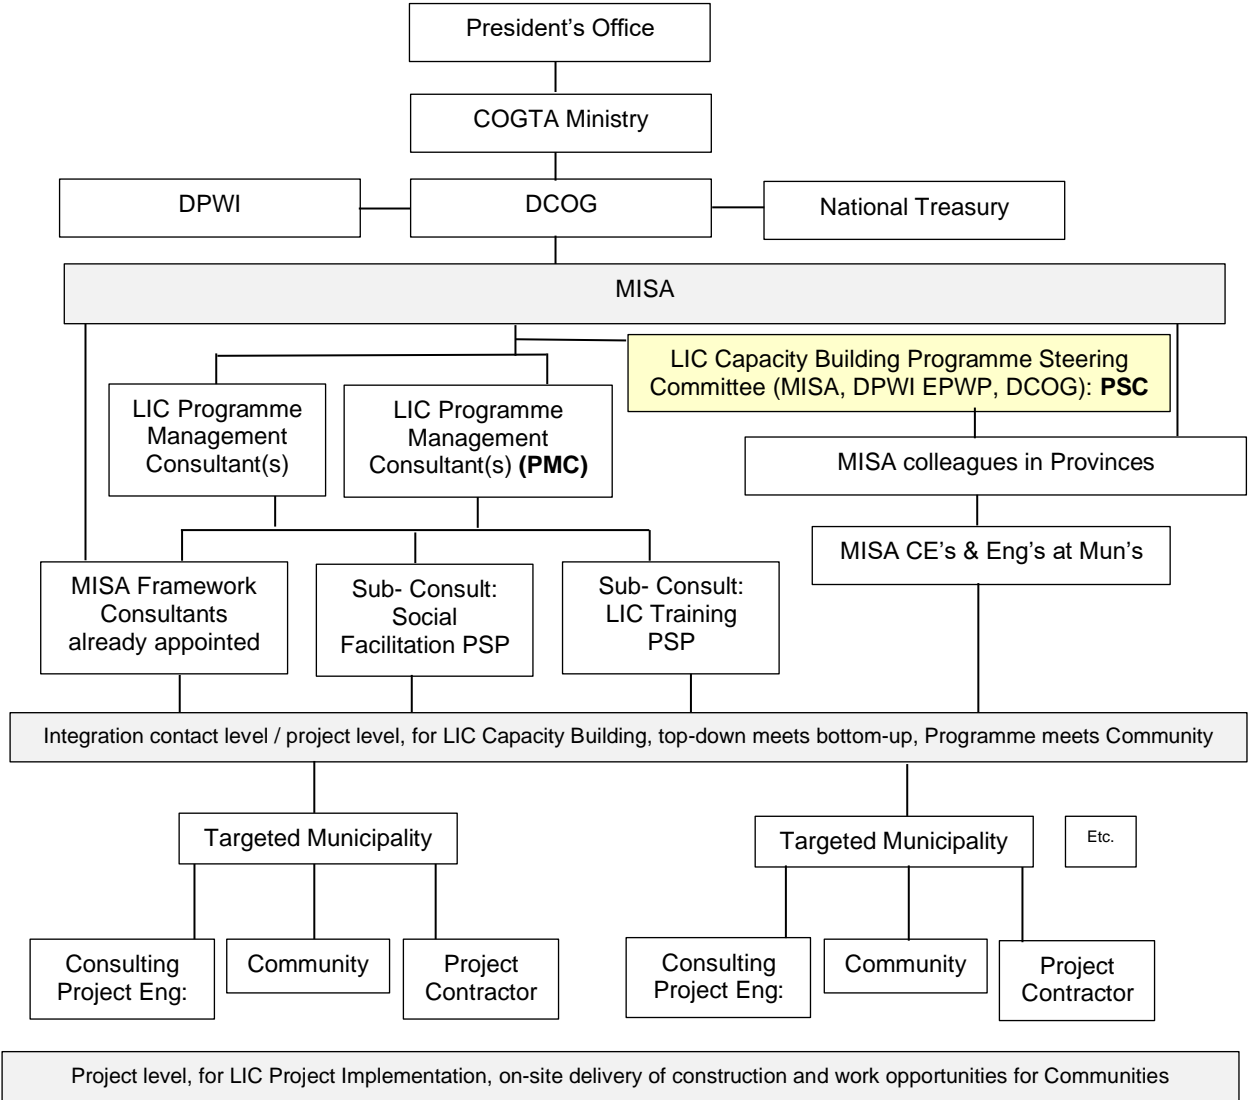 President’s Office
COGTA Ministry
DPWI
DCOG
National Treasury
MISA
LIC Capacity Building Programme Steering
Committee (MISA, DPWI EPWP, DCOG): PSC
LIC Programme
Management
Consultant(s)
LIC Programme
Management
Consultant(s) (PMC)
MISA colleagues in Provinces
MISA CE’s & Eng’s at Mun’s
MISA Framework
Consultants
already appointed
Sub- Consult:
Social
Facilitation PSP
Sub- Consult:
LIC Training
PSP
Integration contact level / project level, for LIC Capacity Building, top-down meets bottom-up, Programme meets Community
Targeted Municipality
Targeted Municipality
Etc.
Consulting
Project Eng:
Community
Project
Contractor
Consulting
Project Eng:
Community
Project
Contractor
Project level, for LIC Project Implementation, on-site delivery of construction and work opportunities for Communities